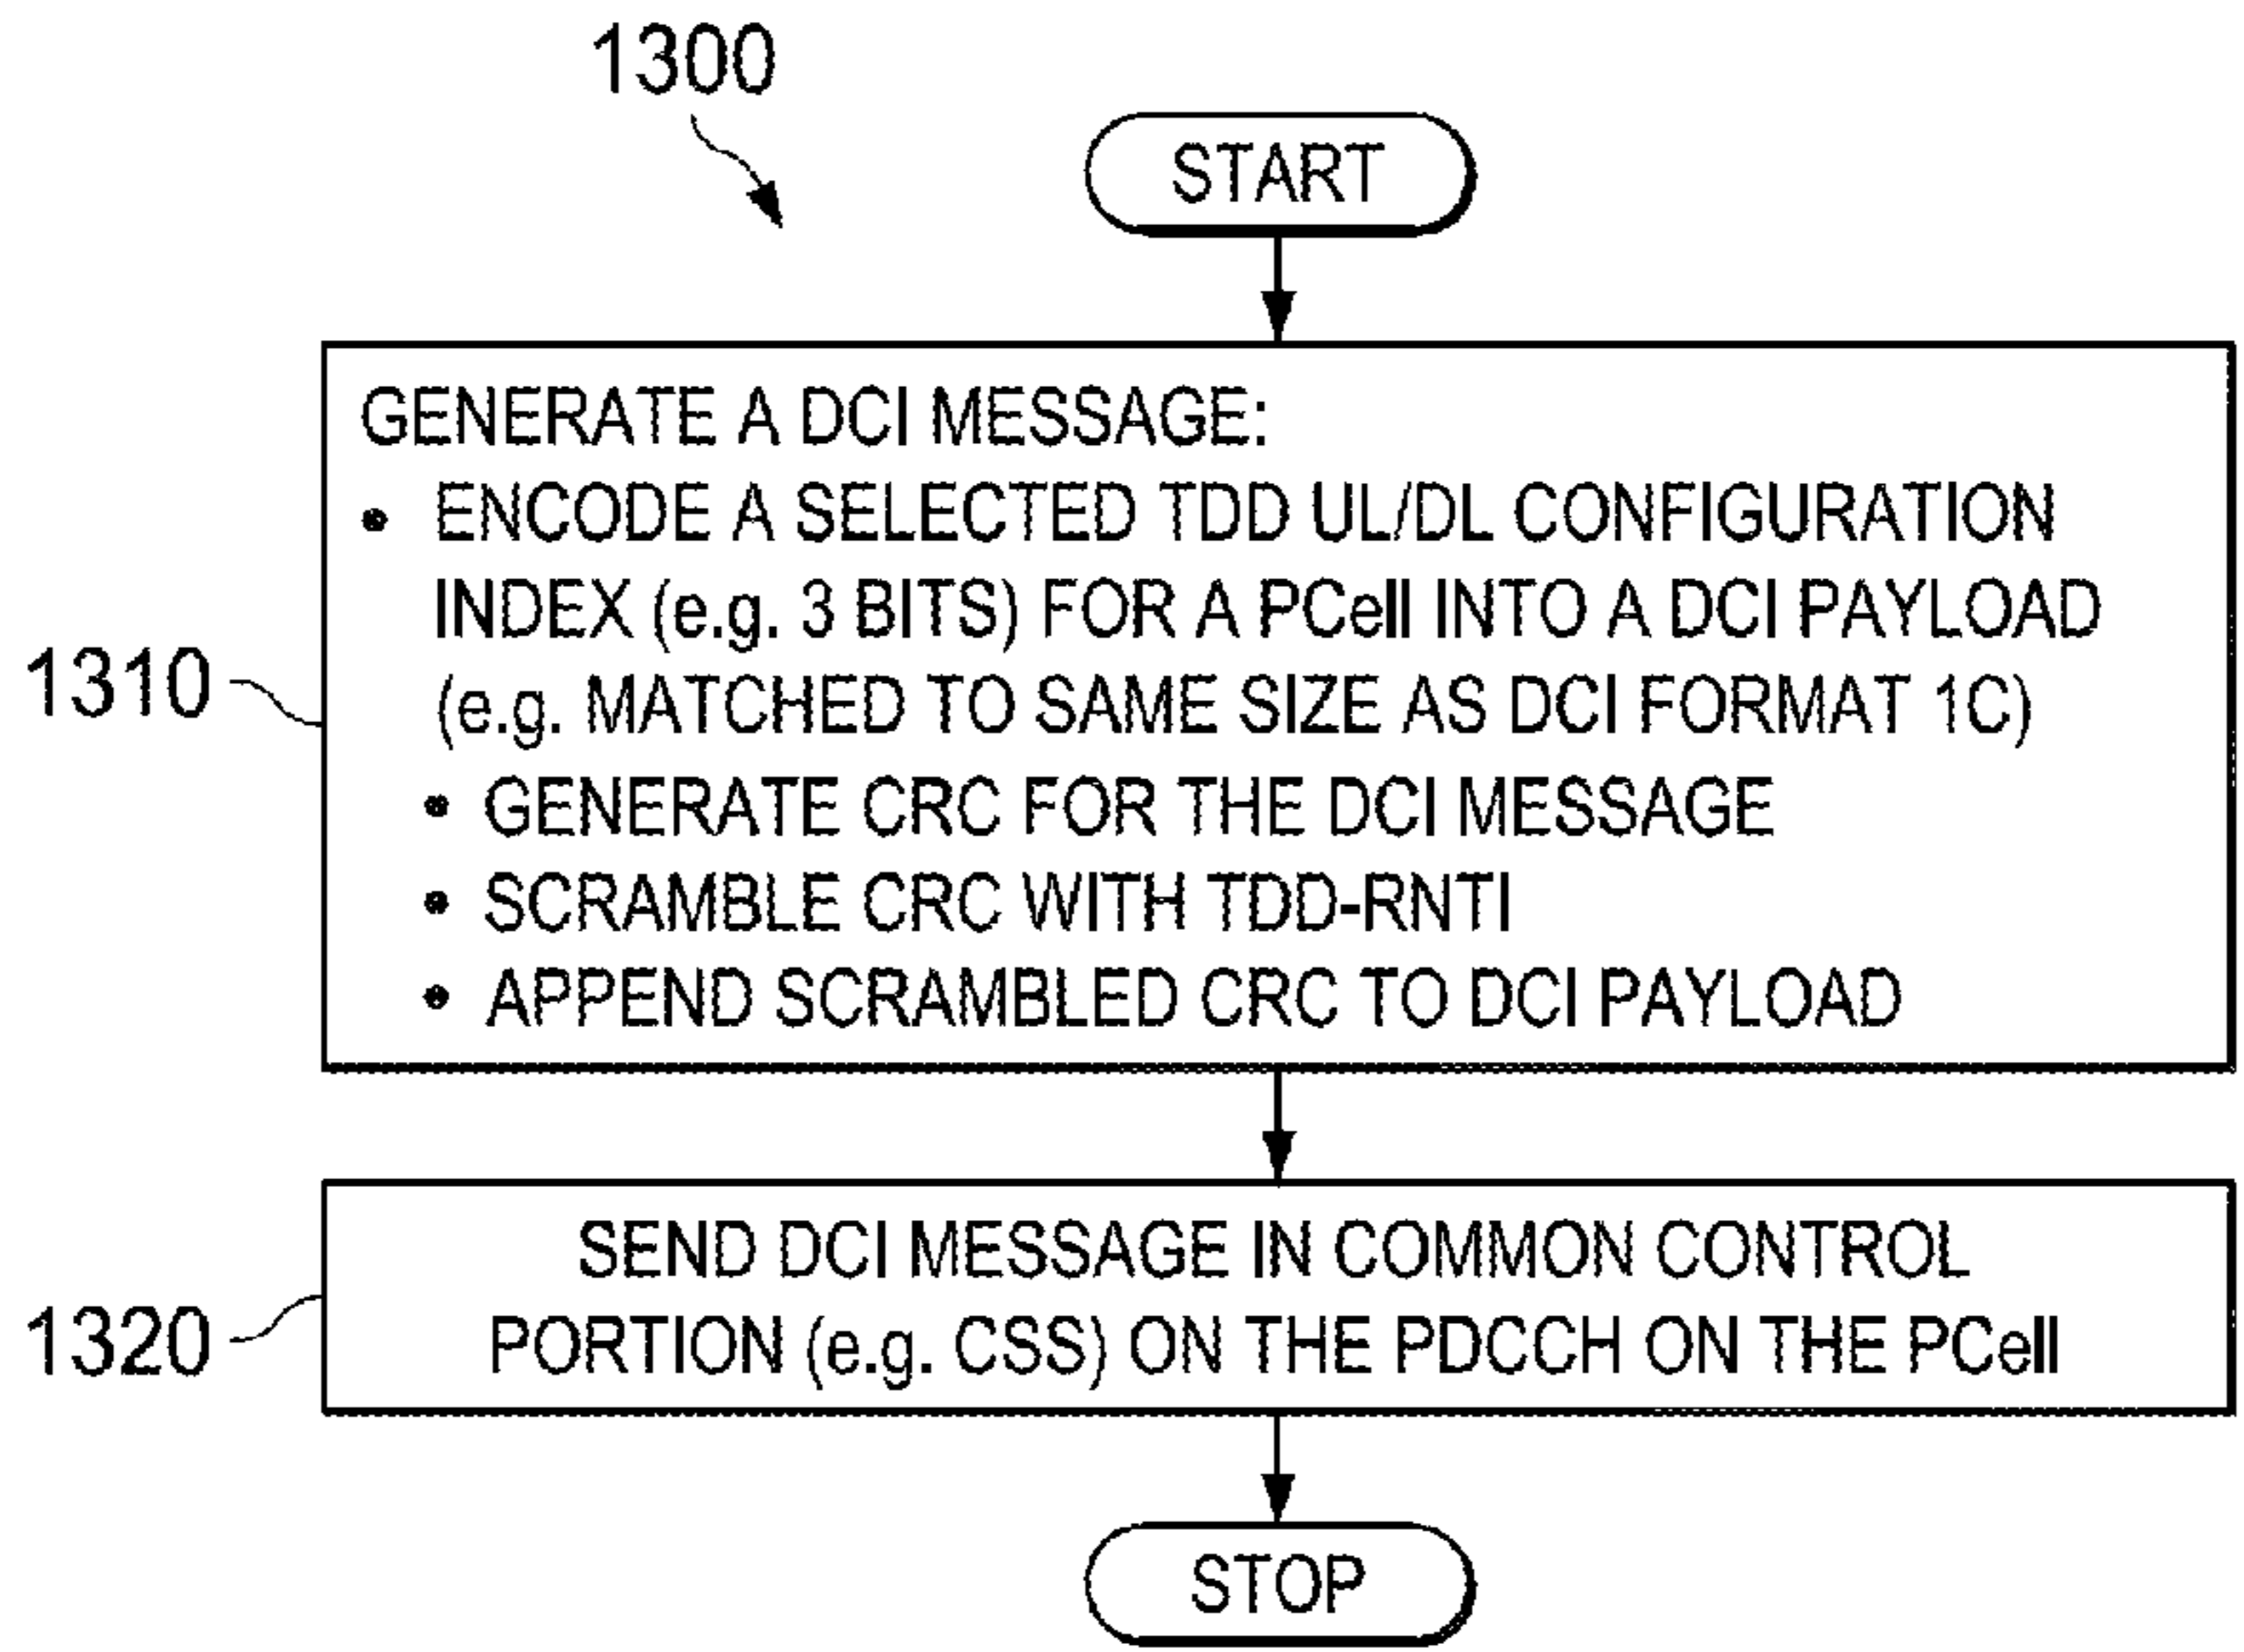 1300
START
GENERATE A DCI MESSAGE:
• ENCODE A SELECTED TDD UL/DL CONFIGURATION
INDEX (e.g. 3 BITS) FOR A PCell INTO A DCI PAYLOAD
(e.g. MATCHED TO SAME SIZE AS DCI FORMAT 1C)
• GENERATE CRC FOR THE DCI MESSAGE
• SCRAMBLE CRC WITH TDD-RNTI
• APPEND SCRAMBLED CRC TO DCI PAYLOAD
1310
SEND DCI MESSAGE IN COMMON CONTROL
PORTION (e.g. CSS) ON THE PDCCH ON THE PCell
1320
STOP